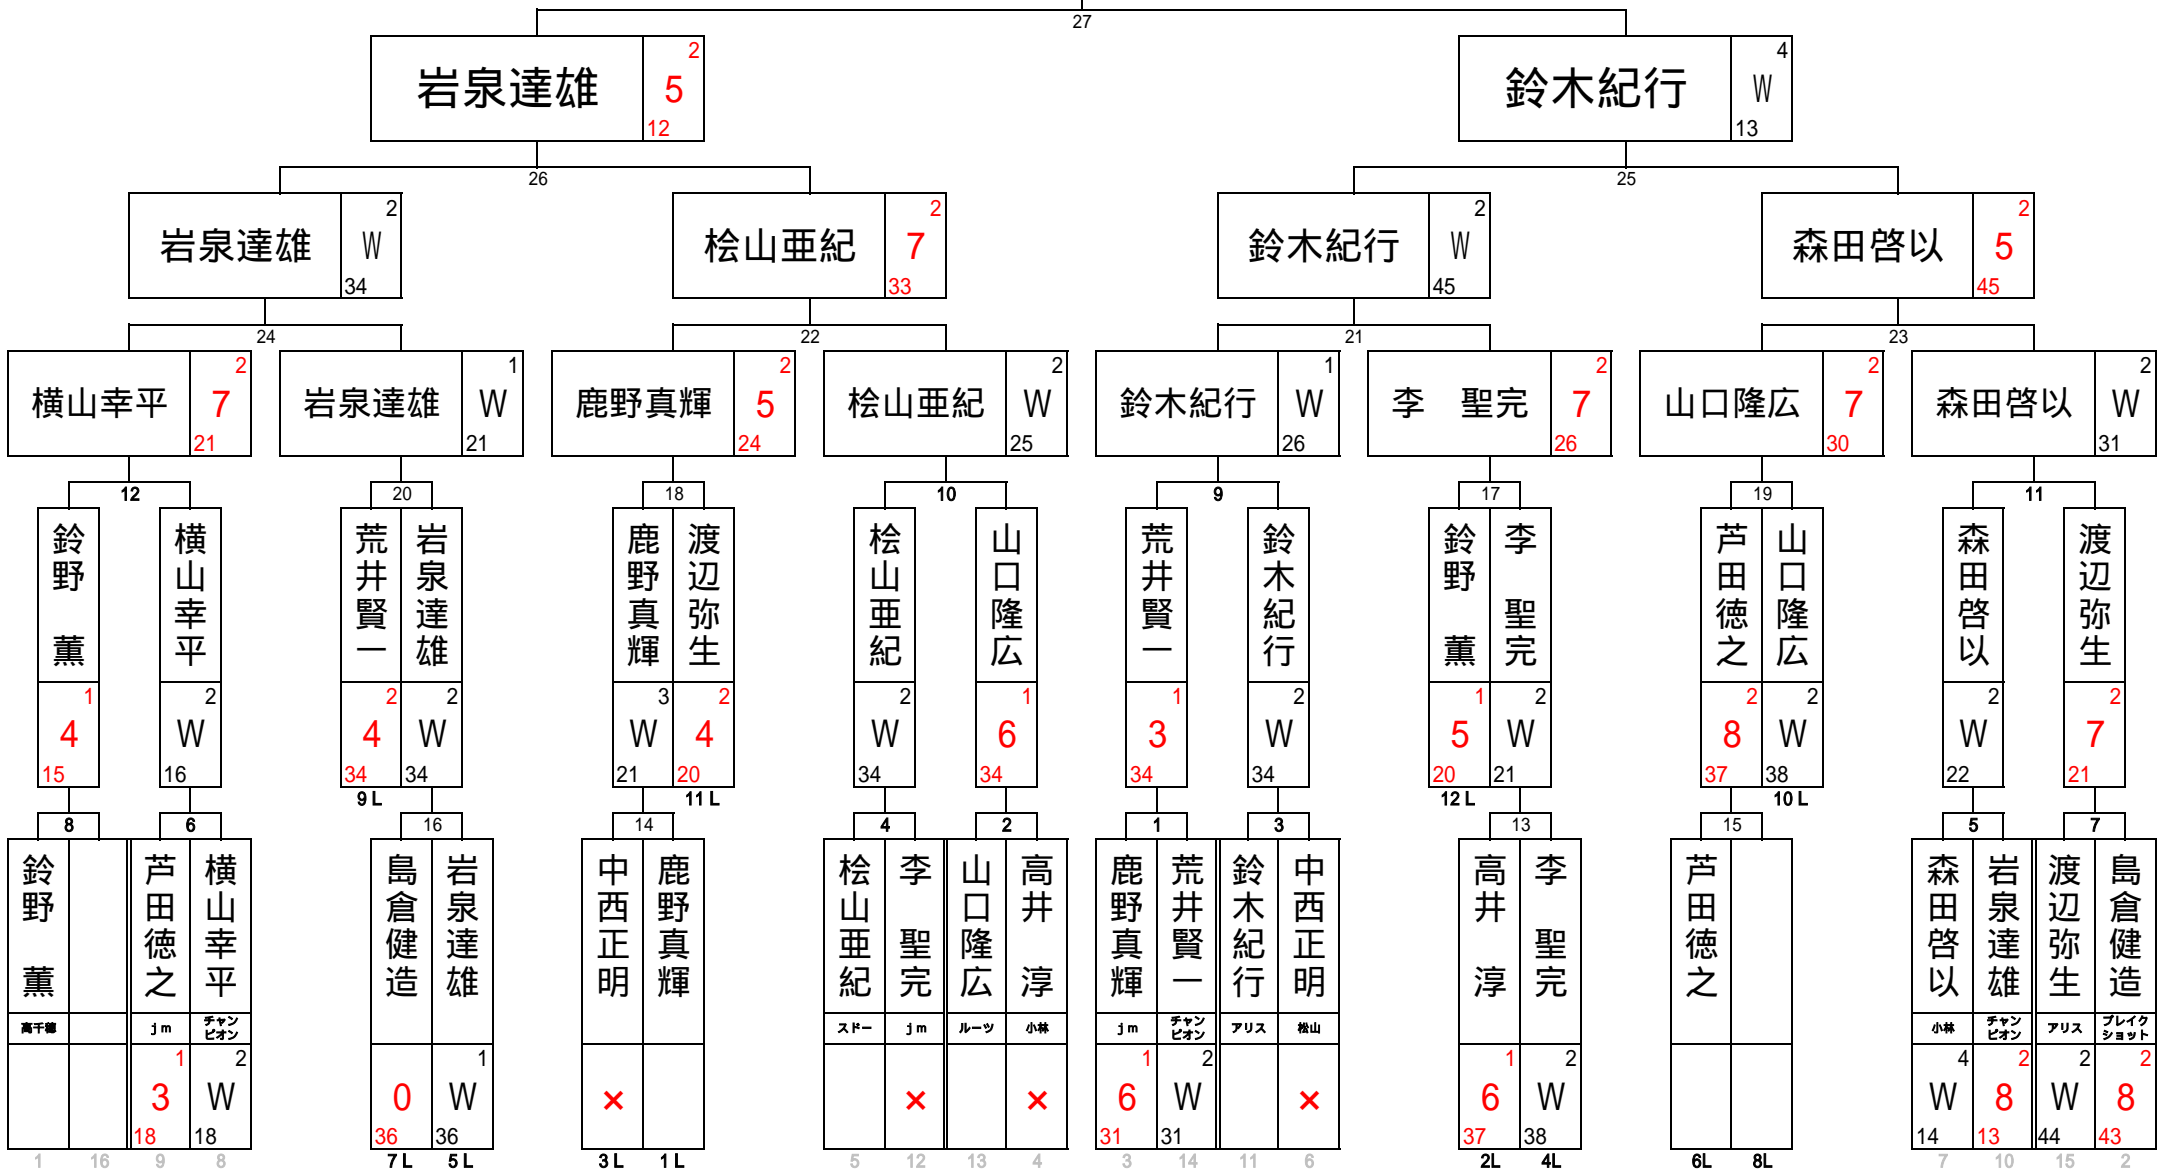 27
岩泉達雄 2 5 12
鈴木紀行 4 W 13
26
25
岩泉達雄 2 W 34
桧山亜紀 2 7 33
鈴木紀行 2 W 45
森田啓以 2 5 45
24
22
21
23
横山幸平 2 7 21
岩泉達雄 1 W 21
鹿野真輝 2 5 24
桧山亜紀 2 W 25
鈴木紀行 1 W 26
李 聖完 2 7 26
山口隆広 2 7 30
森田啓以 2 W 31
12
20
18
10
9
17
19
11
鈴野 薫 1 4 15
横山幸平 2 W 16
荒井賢一 2 4 34
岩泉達雄 2 W 34
鹿野真輝 3 W 21
渡辺弥生 2 4 20
桧山亜紀 2 W 34
山口隆広 1 6 34
荒井賢一 1 3 34
鈴木紀行 2 W 34
鈴野 薫 1 5 20
李 聖完 2 W 21
芦田徳之 2 8 37
山口隆広 2 W 38
森田啓以 2 W 22
渡辺弥生 2 7 21
9 L
11 L
12 L
10 L
8
6
16
14
4
2
1
3
13
15
5
7
鈴野 薫 高千穂
芦田徳之 jm 1 3 18
横山幸平 チャンピオン 2 W 18
島倉健造 0 36
岩泉達雄 1 W 36
中西正明 ×
鹿野真輝
桧山亜紀 スドー
李 聖完 jm ×
山口隆広 ルーツ
高井 淳 小林 ×
鹿野真輝 jm 1 6 31
荒井賢一 チャンピオン 2 W 31
鈴木紀行 アリス
中西正明 松山 ×
高井 淳 1 6 37
李 聖完 2 W 38
芦田徳之
森田啓以 小林 4 W 14
岩泉達雄 チャンピオン 2 8 13
渡辺弥生 アリス 2 W 44
島倉健造 ブレイクショット 2 8 43
1 16 9 8 7 L 5 L 3 L 1 L 5 12 13 4 3 14 11 6 2L 4L 6L 8L 7 10 15 2